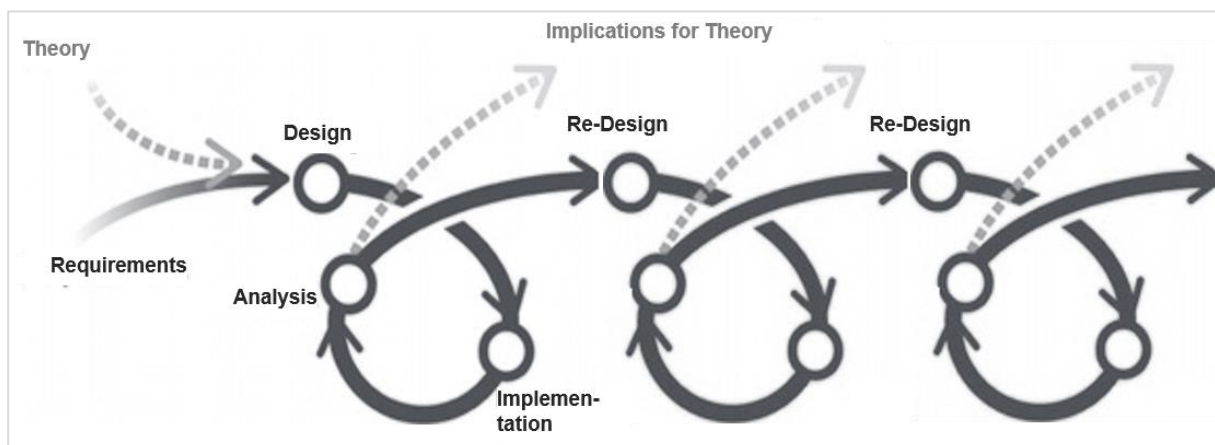 Implications for Theory
Theory
Design
Re-Design
Re-Design
Requirements
Analysis
Implemen-
tation